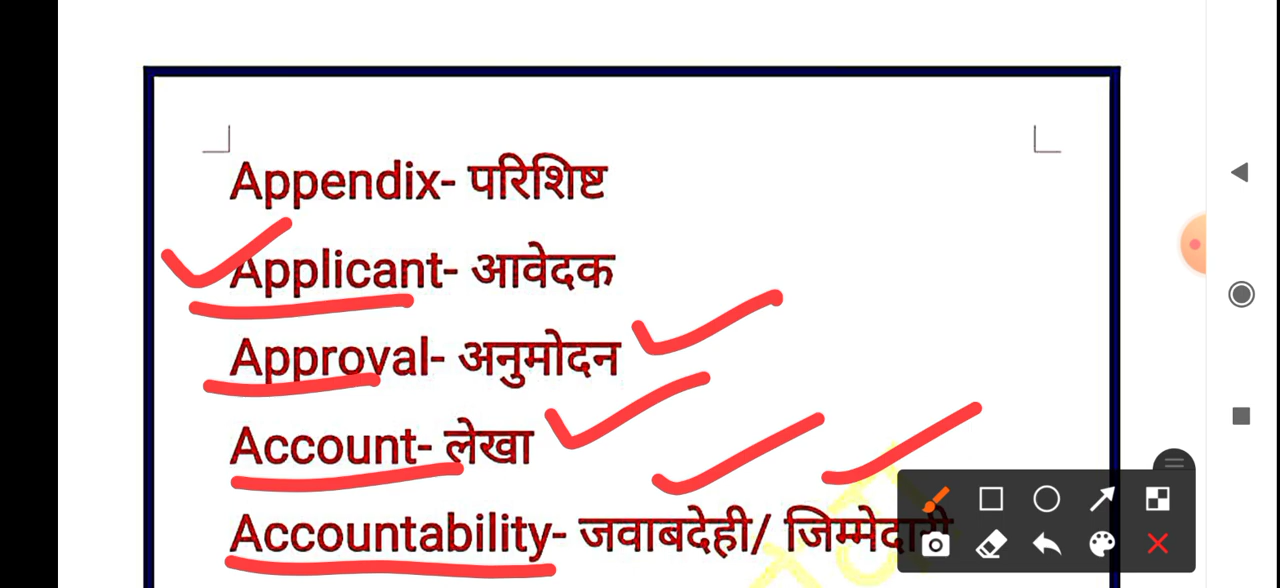 Appendix- परिशिष्ट
Applicant- आवेदक
Approval- अनुमोदन
Account- लेखा
Accountability- जवाबदेही/ जिम्मेदारी